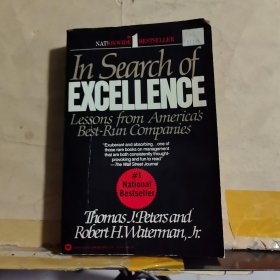 NATIONWIDE #1 BESTSELLER
In Search of
EXCELLENCE
Lessons from America's
Best-Run Companies
"Exuberant and absorbing...one of
those rare books on management
that are both consistently thought-
provoking and fun to read"
—The Wall Street Journal
#1
National
Bestseller
Thomas J. Peters and
Robert H. Waterman, Jr.